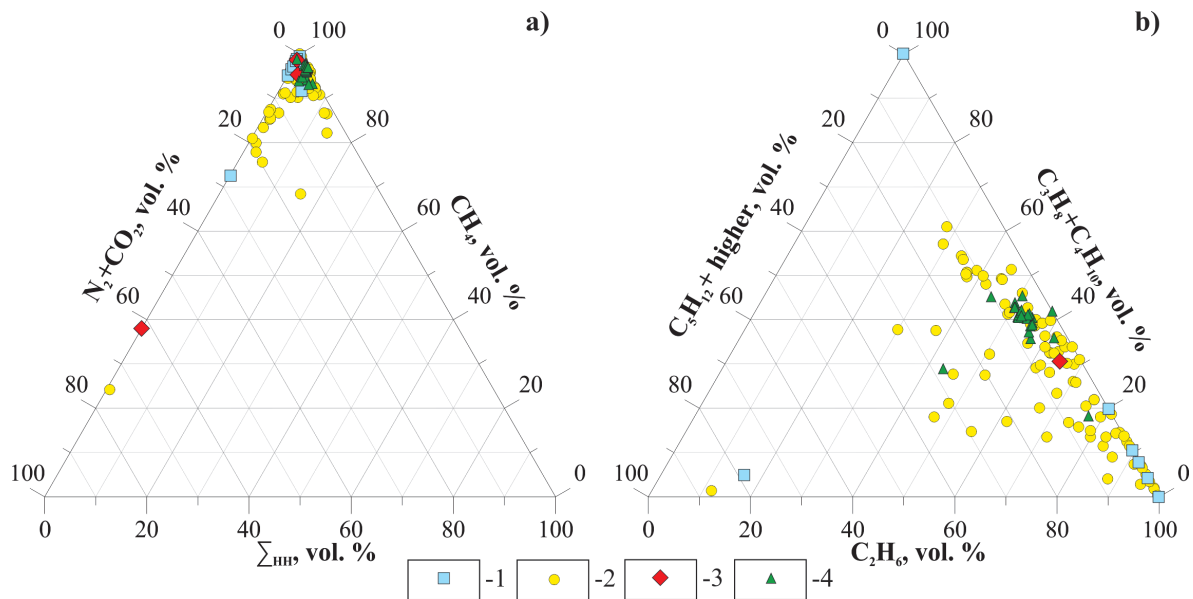 a)
0 100
20 80
N₂+CO₂, vol. %
CH₄, vol. %
40 60
60 40
80 20
100 0
0 20 40 60 80 100
∑HH, vol. %
b)
0 100
20 80
C₅H₁₂+ higher, vol. %
C₃H₈+C₄H₁₀, vol. %
40 60
60 40
80 20
100 0
0 20 40 60 80 100
C₂H₆, vol. %
-1 -2 -3 -4